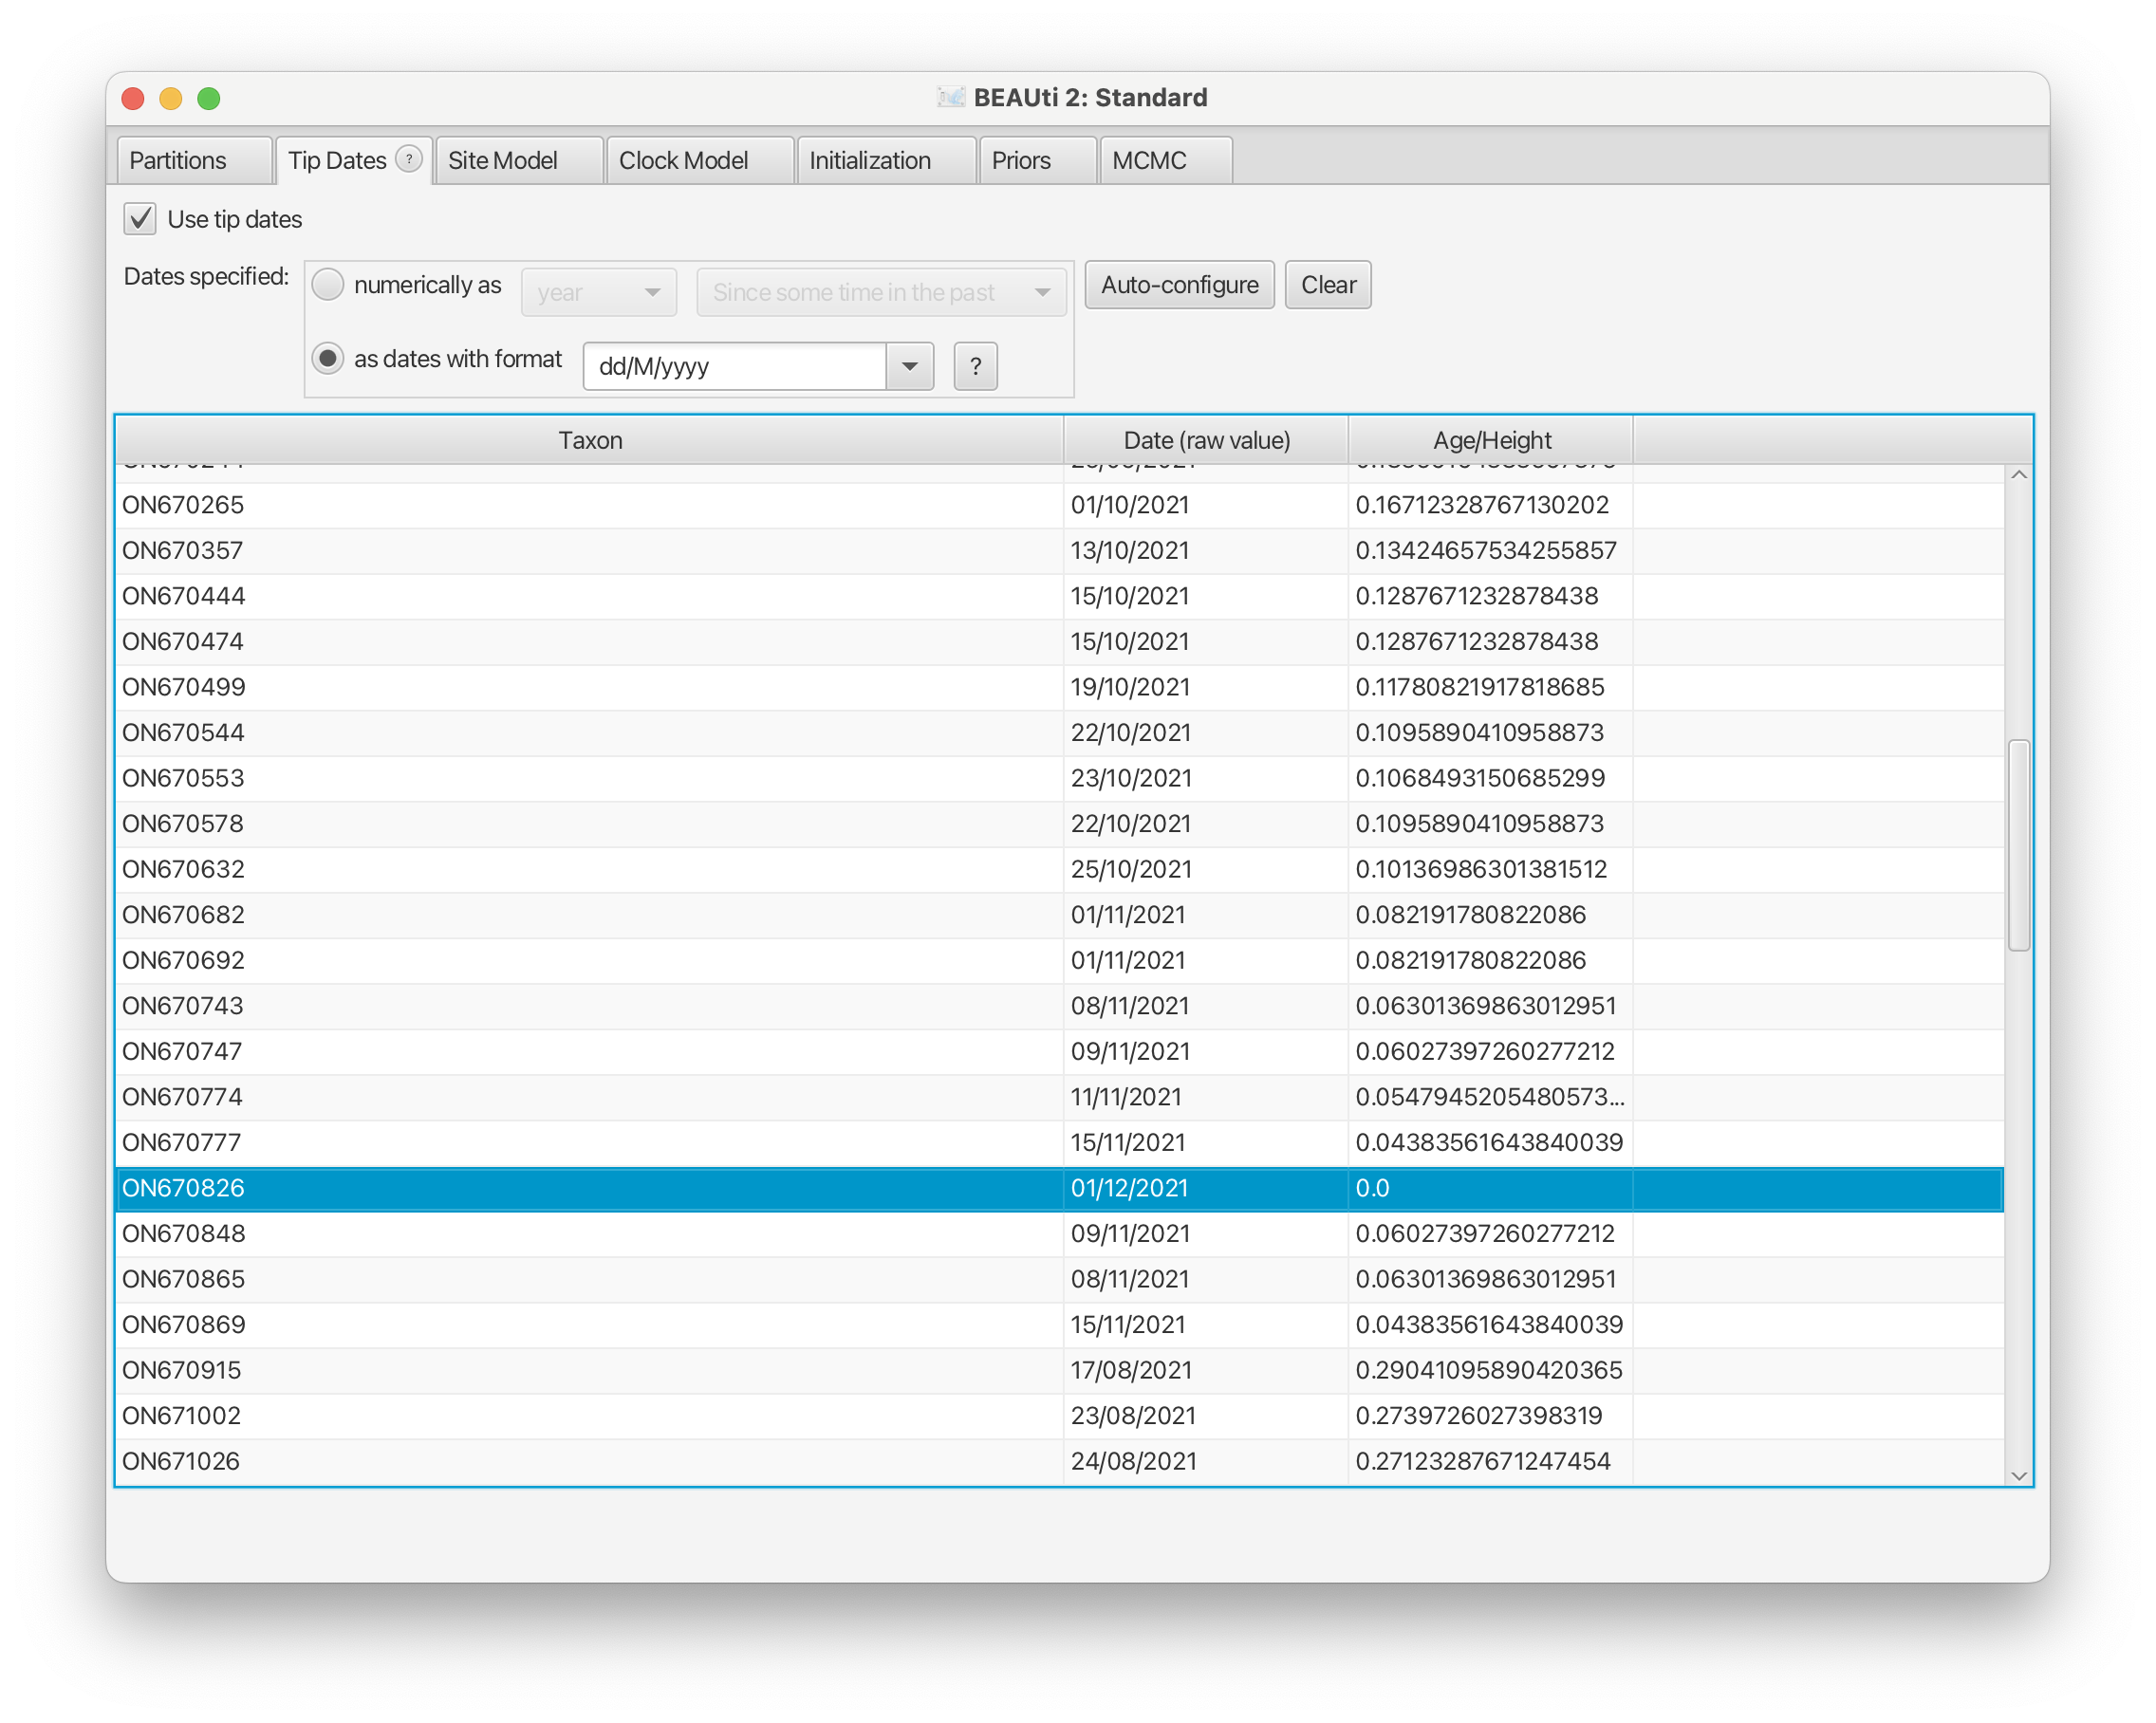 BEAUti 2: Standard
Partitions Tip Dates ? Site Model Clock Model Initialization Priors MCMC
Use tip dates
Dates specified: numerically as year Since some time in the past Auto-configure Clear
as dates with format dd/M/yyyy ?
Taxon Date (raw value) Age/Height
ON670265 01/10/2021 0.16712328767130202
ON670357 13/10/2021 0.13424657534255857
ON670444 15/10/2021 0.1287671232878438
ON670474 15/10/2021 0.1287671232878438
ON670499 19/10/2021 0.11780821917818685
ON670544 22/10/2021 0.1095890410958873
ON670553 23/10/2021 0.1068493150685299
ON670578 22/10/2021 0.1095890410958873
ON670632 25/10/2021 0.10136986301381512
ON670682 01/11/2021 0.082191780822086
ON670692 01/11/2021 0.082191780822086
ON670743 08/11/2021 0.06301369863012951
ON670747 09/11/2021 0.06027397260277212
ON670774 11/11/2021 0.0547945205480573...
ON670777 15/11/2021 0.04383561643840039
ON670826 01/12/2021 0.0
ON670848 09/11/2021 0.06027397260277212
ON670865 08/11/2021 0.06301369863012951
ON670869 15/11/2021 0.04383561643840039
ON670915 17/08/2021 0.29041095890420365
ON671002 23/08/2021 0.2739726027398319
ON671026 24/08/2021 0.27123287671247454